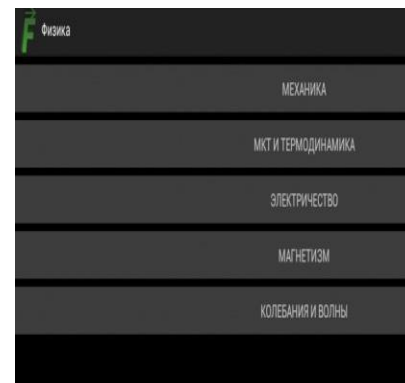 F
Физика
МЕХАНИКА
МКТ И ТЕРМОДИНАМИКА
ЭЛЕКТРИЧЕСТВО
МАГНЕТИЗМ
КОЛЕБАНИЯ И ВОЛНЫ